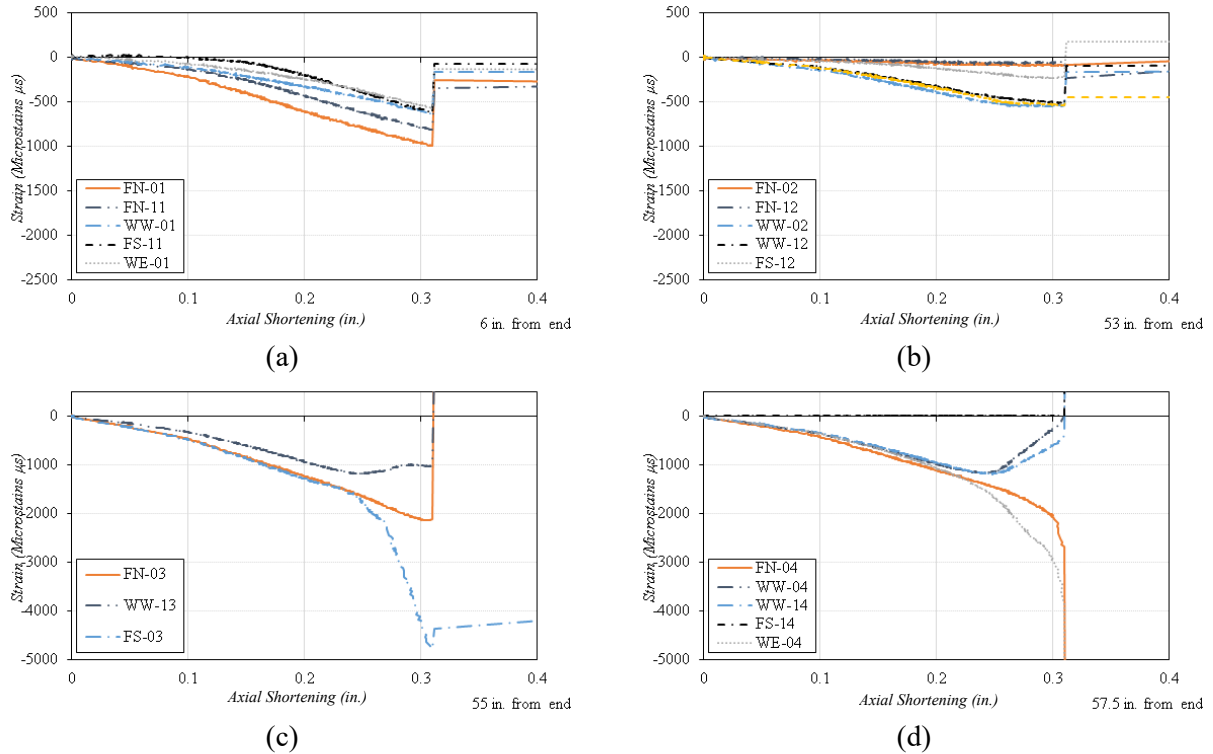 500
0
-500
-1000
-1500
-2000
-2500
Strain (Microstains µs)
FN-01
FN-11
WW-01
FS-11
WE-01
0 0.1 0.2 0.3 0.4
Axial Shortening (in.)
6 in. from end
(a)
500
0
-500
-1000
-1500
-2000
-2500
Strain (Microstains µs)
FN-02
FN-12
WW-02
WW-12
FS-12
0 0.1 0.2 0.3 0.4
Axial Shortening (in.)
53 in. from end
(b)
0
-1000
-2000
-3000
-4000
-5000
Strain (Microstains µs)
FN-03
WW-13
FS-03
0 0.1 0.2 0.3 0.4
Axial Shortening (in.)
55 in. from end
(c)
0
-1000
-2000
-3000
-4000
-5000
Strain (Microstains µs)
FN-04
WW-04
WW-14
FS-14
WE-04
0 0.1 0.2 0.3 0.4
Axial Shortening (in.)
57.5 in. from end
(d)